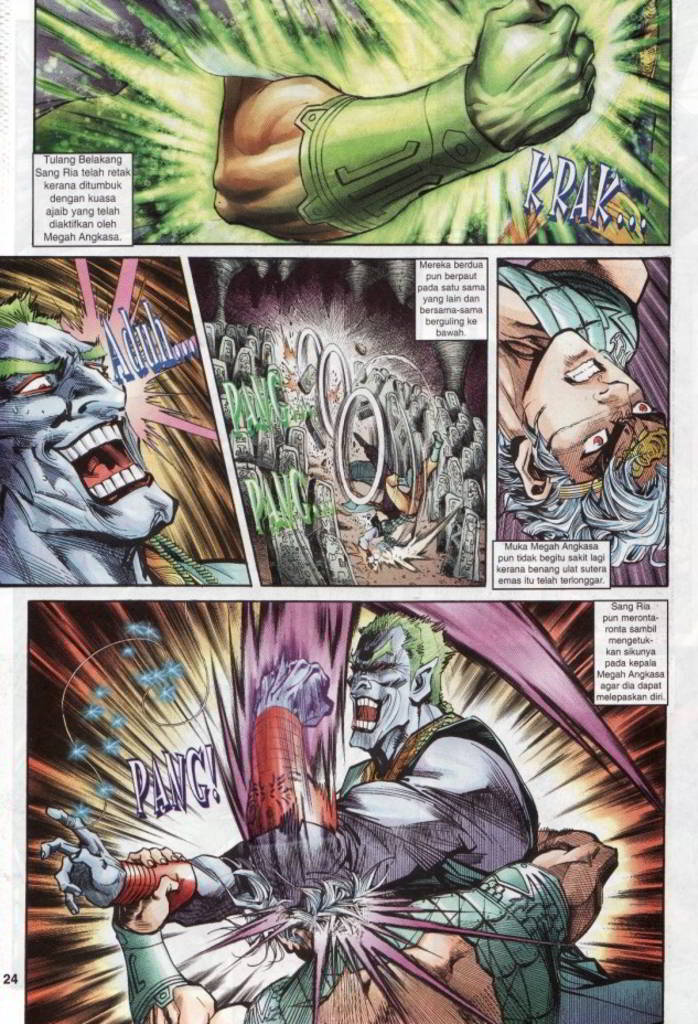 Tulang Belakang
Sang Ria telah retak
kerana ditumbuk
dengan kuasa
ajaib yang telah
diaktifkan oleh
Megah Angkasa.
KRAK...
Aduh....
Mereka berdua
pun berpaut
pada satu sama
yang lain dan
bersama-sama
berguling ke
bawah.
PANG!
PANG!
Muka Megah Angkasa
pun tidak begitu sakit lagi
kerana benang ulat sutera
emas itu telah terlonggar.
Sang Ria
pun meronta-
ronta sambil
mengetuk-
kan sikunya
pada kepala
Megah Angkasa
agar dia dapat
melepaskan diri.
PANG!
24